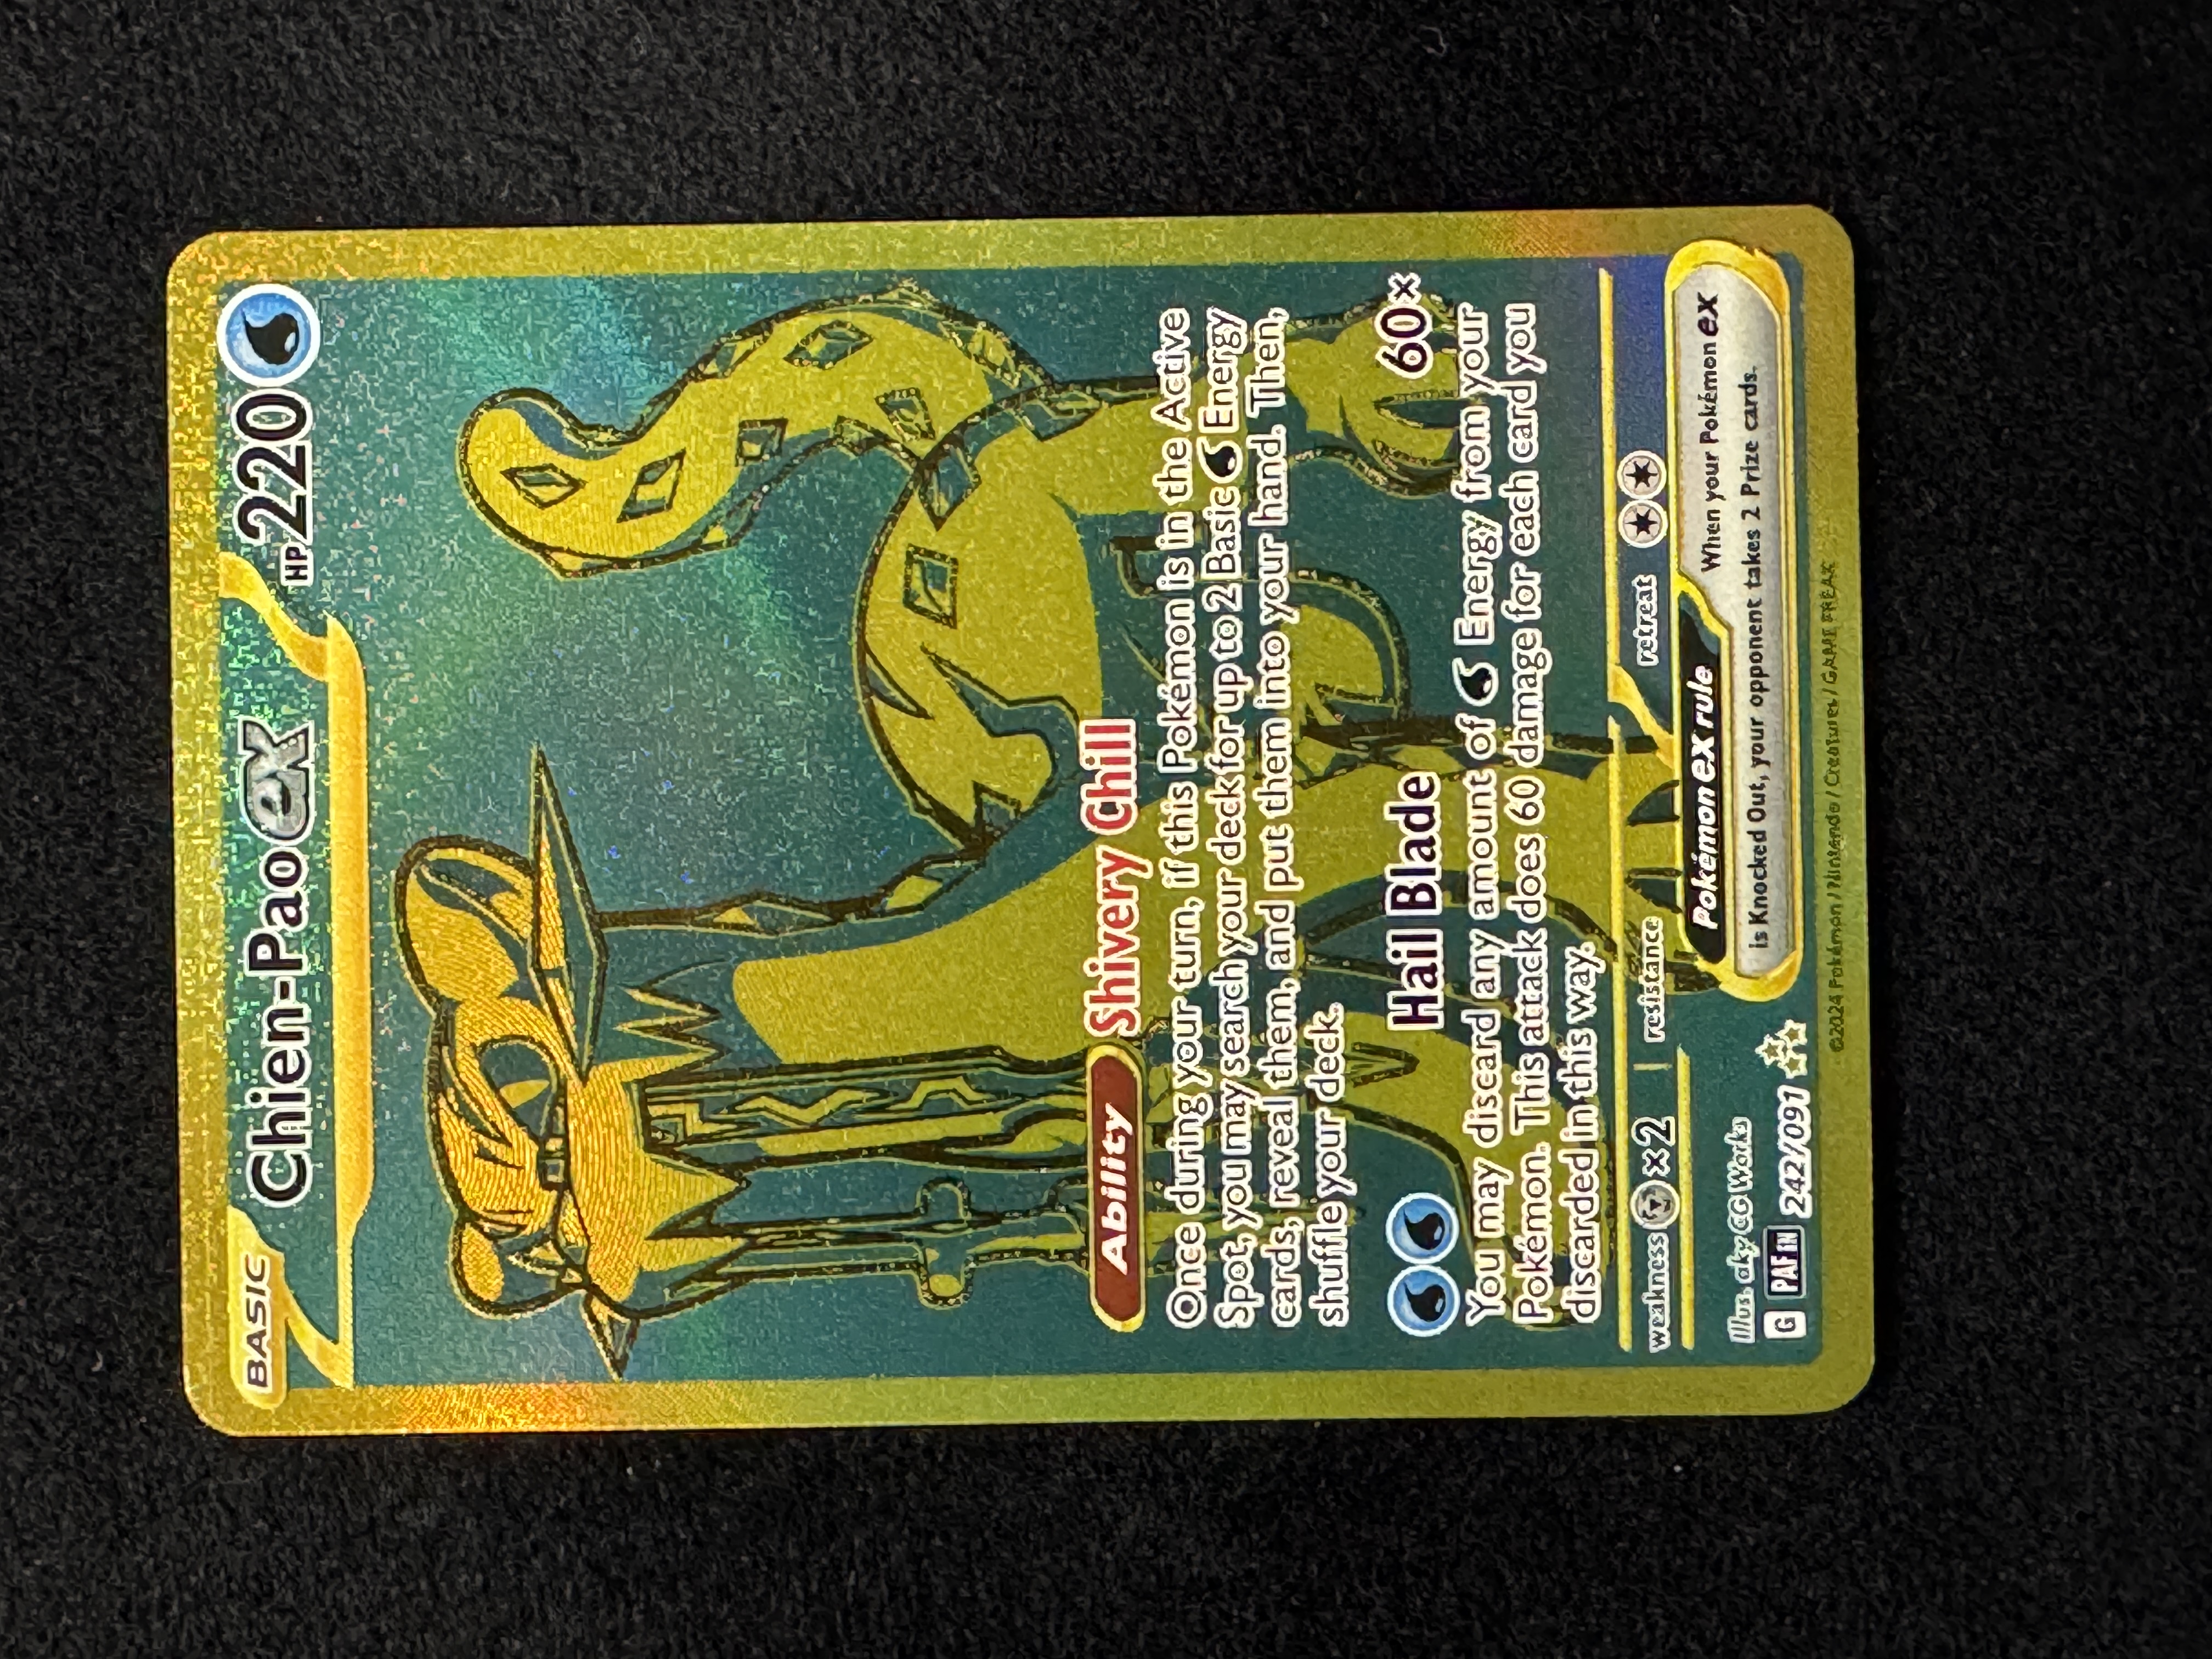 BASIC
Chien-Pao ex
HP 220
Ability Shivery Chill
Once during your turn, if this Pokémon is in the Active
Spot, you may search your deck for up to 2 Basic Energy
cards, reveal them, and put them into your hand. Then,
shuffle your deck.
Hail Blade 60×
You may discard any amount of Energy from your
Pokémon. This attack does 60 damage for each card you
discarded in this way.
weakness ×2 resistance retreat
Illus. aky CG Works
Pokémon ex rule When your Pokémon ex
is Knocked Out, your opponent takes 2 Prize cards.
G PAF EN 242/091
©2024 Pokémon / Nintendo / Creatures / GAME FREAK